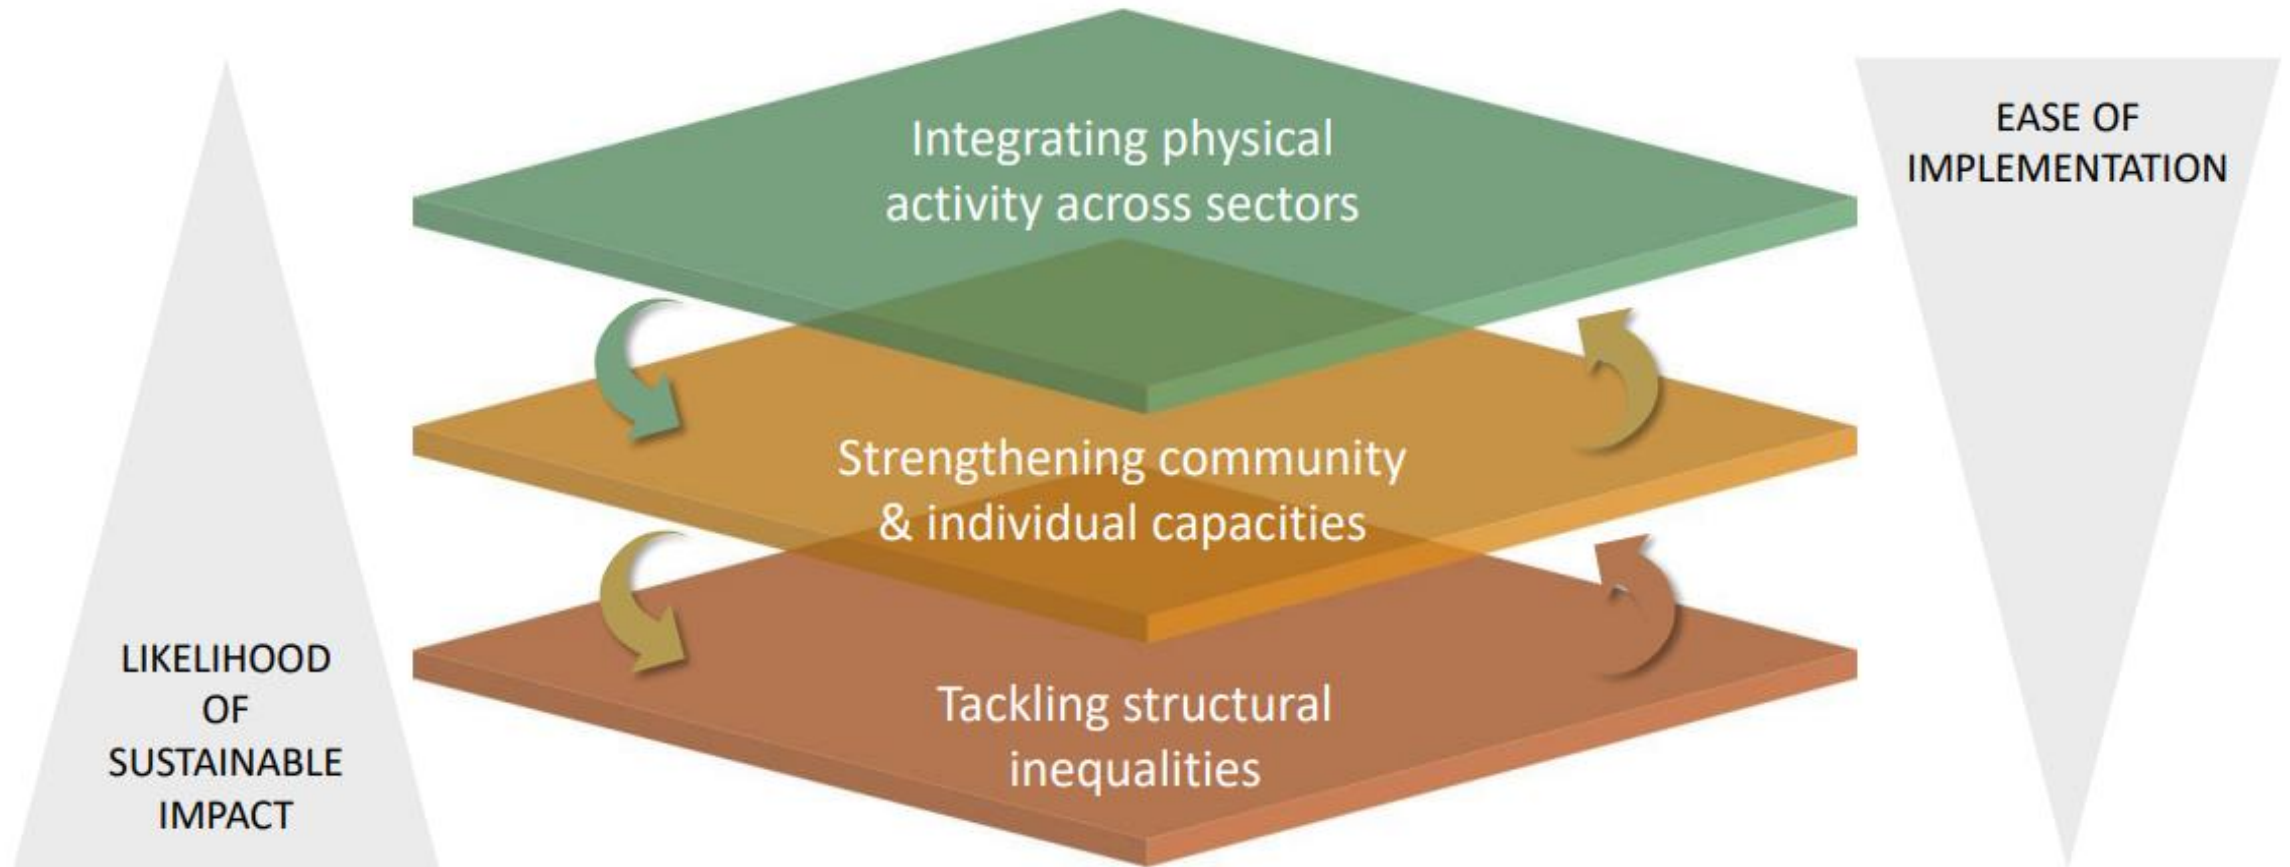 Integrating physical
activity across sectors
EASE OF
IMPLEMENTATION
Strengthening community
& individual capacities
LIKELIHOOD
OF
SUSTAINABLE
IMPACT
Tackling structural
inequalities